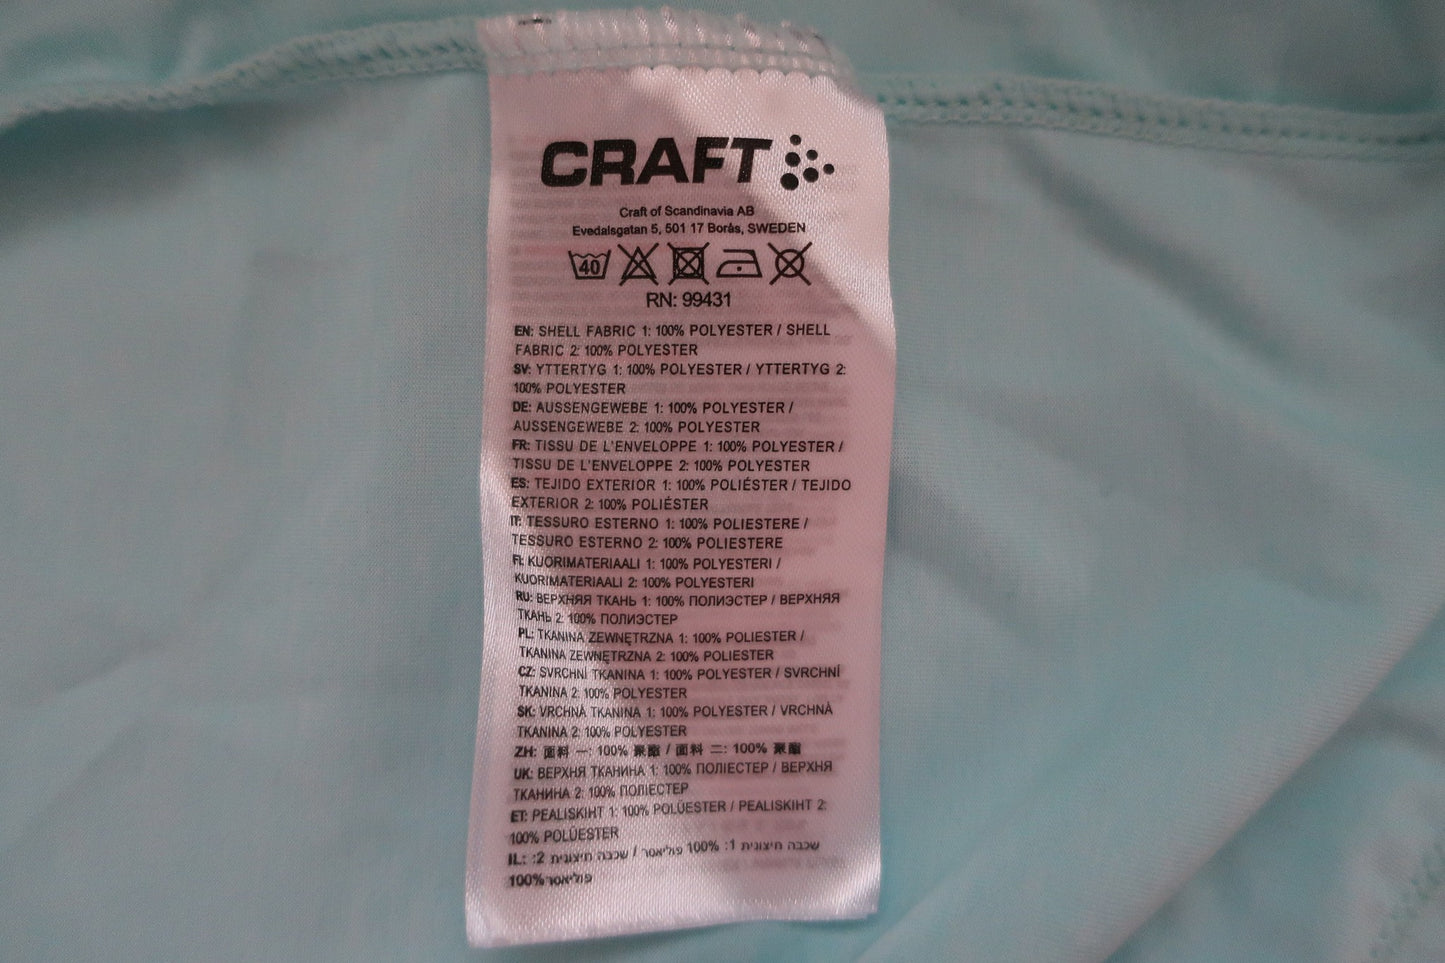 CRAFT
Craft of Scandinavia AB
Evedalsgatan 5, 501 17 Borås, SWEDEN
40
RN: 99431
EN: SHELL FABRIC 1: 100% POLYESTER / SHELL
FABRIC 2: 100% POLYESTER
SV: YTTERTYG 1: 100% POLYESTER / YTTERTYG 2:
100% POLYESTER
DE: AUSSENGEWEBE 1: 100% POLYESTER /
AUSSENGEWEBE 2: 100% POLYESTER
FR: TISSU DE L'ENVELOPPE 1: 100% POLYESTER /
TISSU DE L'ENVELOPPE 2: 100% POLYESTER
ES: TEJIDO EXTERIOR 1: 100% POLIÉSTER / TEJIDO
EXTERIOR 2: 100% POLIÉSTER
IT: TESSURO ESTERNO 1: 100% POLIESTERE /
TESSURO ESTERNO 2: 100% POLIESTERE
FI: KUORIMATERIAALI 1: 100% POLYESTERI /
KUORIMATERIAALI 2: 100% POLYESTERI
RU: ВЕРХНЯЯ ТКАНЬ 1: 100% ПОЛИЭСТЕР / ВЕРХНЯЯ
ТКАНЬ 2: 100% ПОЛИЭСТЕР
PL: TKANINA ZEWNĘTRZNA 1: 100% POLIESTER /
TKANINA ZEWNĘTRZNA 2: 100% POLIESTER
CZ: SVRCHNÍ TKANINA 1: 100% POLYESTER / SVRCHNÍ
TKANINA 2: 100% POLYESTER
SK: VRCHNÁ TKANINA 1: 100% POLYESTER / VRCHNÁ
TKANINA 2: 100% POLYESTER
ZH: 面料 一: 100% 聚酯 / 面料 二: 100% 聚酯
UK: ВЕРХНЯ ТКАНИНА 1: 100% ПОЛІЕСТЕР / ВЕРХНЯ
ТКАНИНА 2: 100% ПОЛІЕСТЕР
ET: PEALISKIHT 1: 100% POLÜESTER / PEALISKIHT 2:
100% POLÜESTER
IL: שכבה חיצונית 1: 100% פוליאסר / שכבה חיצונית 2:
100% פוליאסר